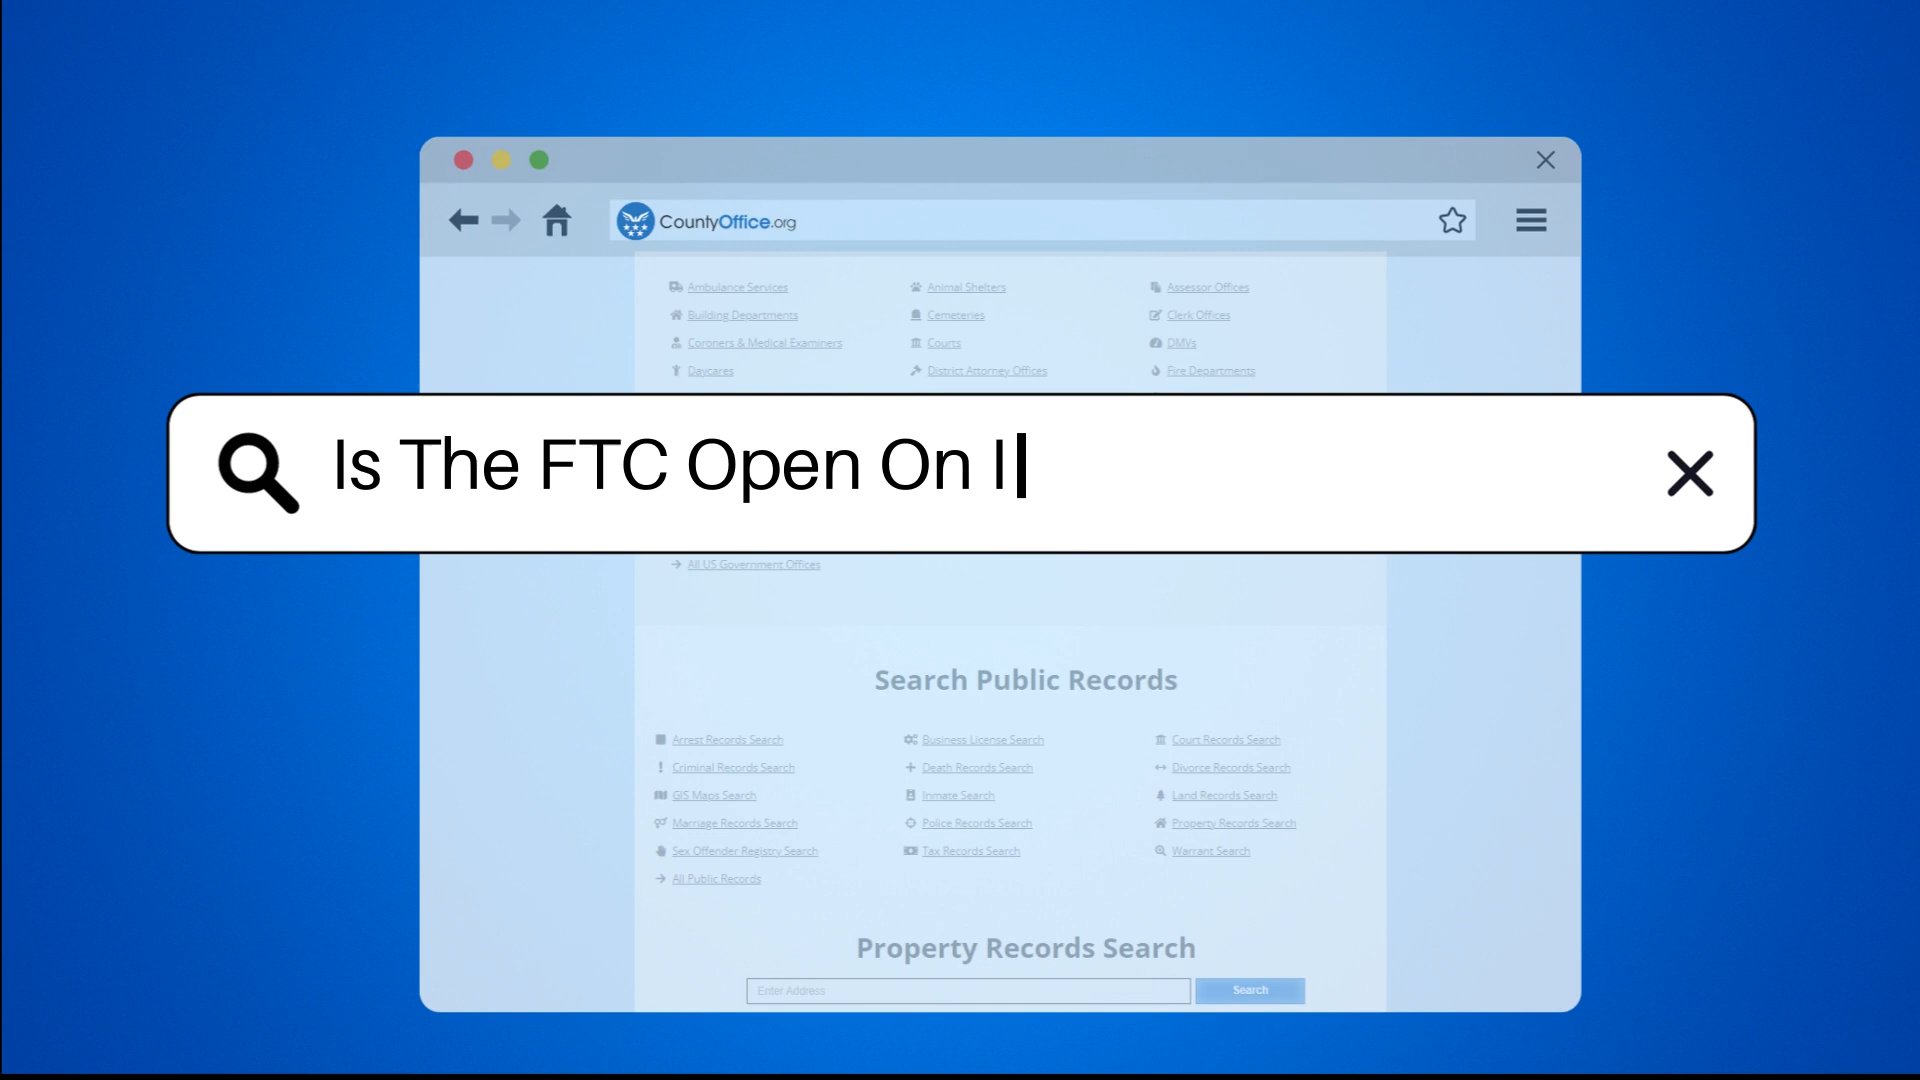 CountyOffice.org
Ambulance Services Animal Shelters Assessor Offices
Building Departments Cemeteries Clerk Offices
Coroners & Medical Examiners Courts DMVs
Daycares District Attorney Offices Fire Departments
Is The FTC Open On I
All US Government Offices
Search Public Records
Arrest Records Search Business License Search Court Records Search
Criminal Records Search Death Records Search Divorce Records Search
GIS Maps Search Inmate Search Land Records Search
Marriage Records Search Police Records Search Property Records Search
Sex Offender Registry Search Tax Records Search Warrant Search
All Public Records
Property Records Search
Enter Address Search